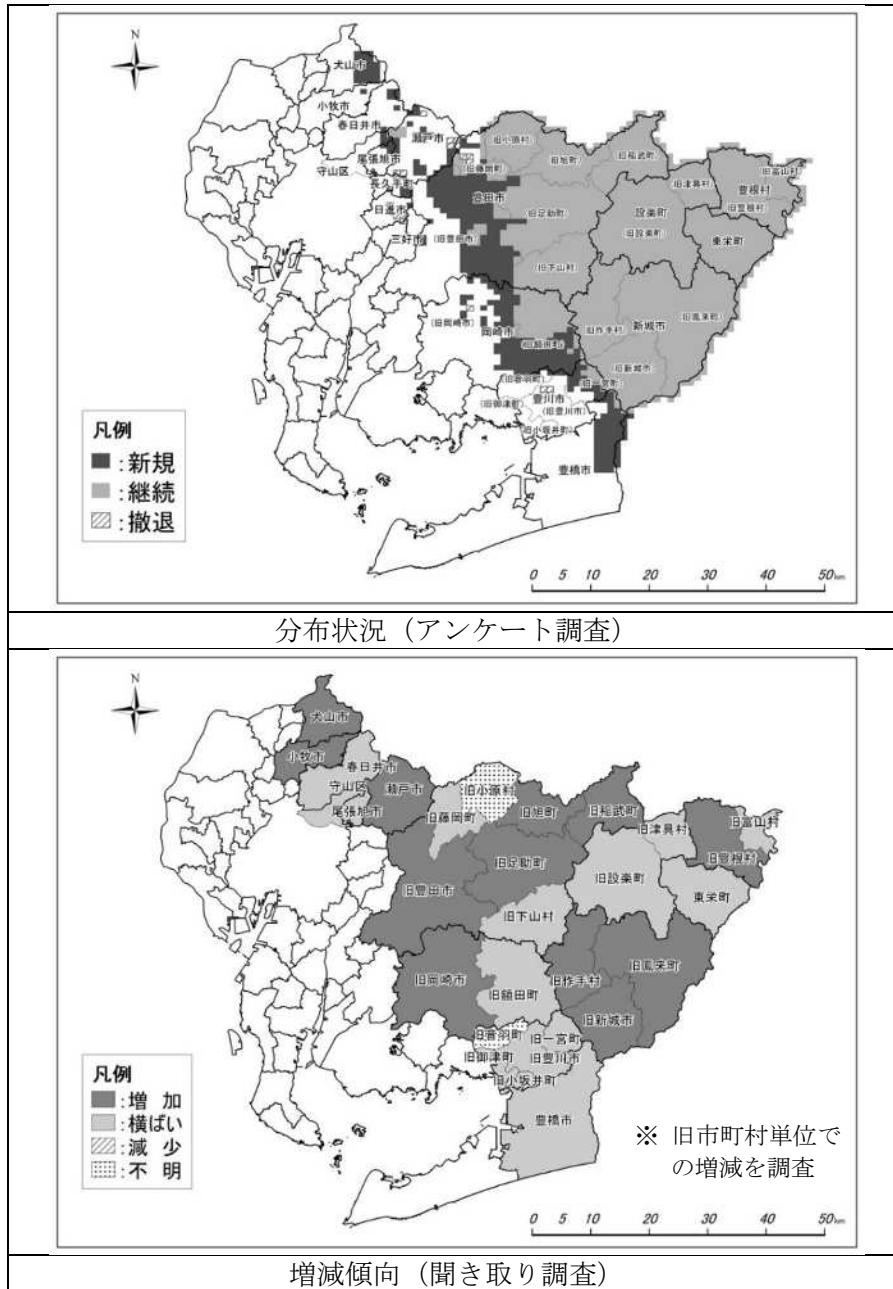 N
犬山市
小牧市
春日井市
瀬戸市
尾張旭市
守山区
長久手町
日進市
三好市
(旧小原村)
(旧藤岡町)
(旧旭町)
(旧稲武町)
豊田市
(旧足助町)
(旧豊田市)
(旧下山村)
(旧津具村)
(旧富山村)
豊根村
(旧豊根村)
設楽町
(旧設楽町)
東栄町
(旧岡崎市)
岡崎市
(旧額田町)
(旧作手村)
新城市
(旧鳳来町)
(旧新城市)
(旧音羽町)
(旧一宮町)
豊川市
(旧御津町)
(旧豊川市)
(旧小坂井町)
豊橋市
凡例
:新規
:継続
:撤退
0 5 10 20 30 40 50km
分布状況（アンケート調査）
N
犬山市
小牧市
春日井市
守山区
瀬戸市
尾張旭市
旧藤岡町
旧小原村
旧旭町
旧稲武町
旧津具村
旧富山村
旧豊根村
旧足助町
旧豊田市
旧設楽町
東栄町
旧下山村
旧岡崎市
旧額田町
旧作手村
旧鳳来町
旧新城市
旧音羽町
旧一宮町
旧御津町
旧豊川市
旧小坂井町
豊橋市
凡例
:増 加
:横ばい
:減 少
:不 明
※ 旧市町村単位で
の増減を調査
0 5 10 20 30 40 50km
増減傾向（聞き取り調査）